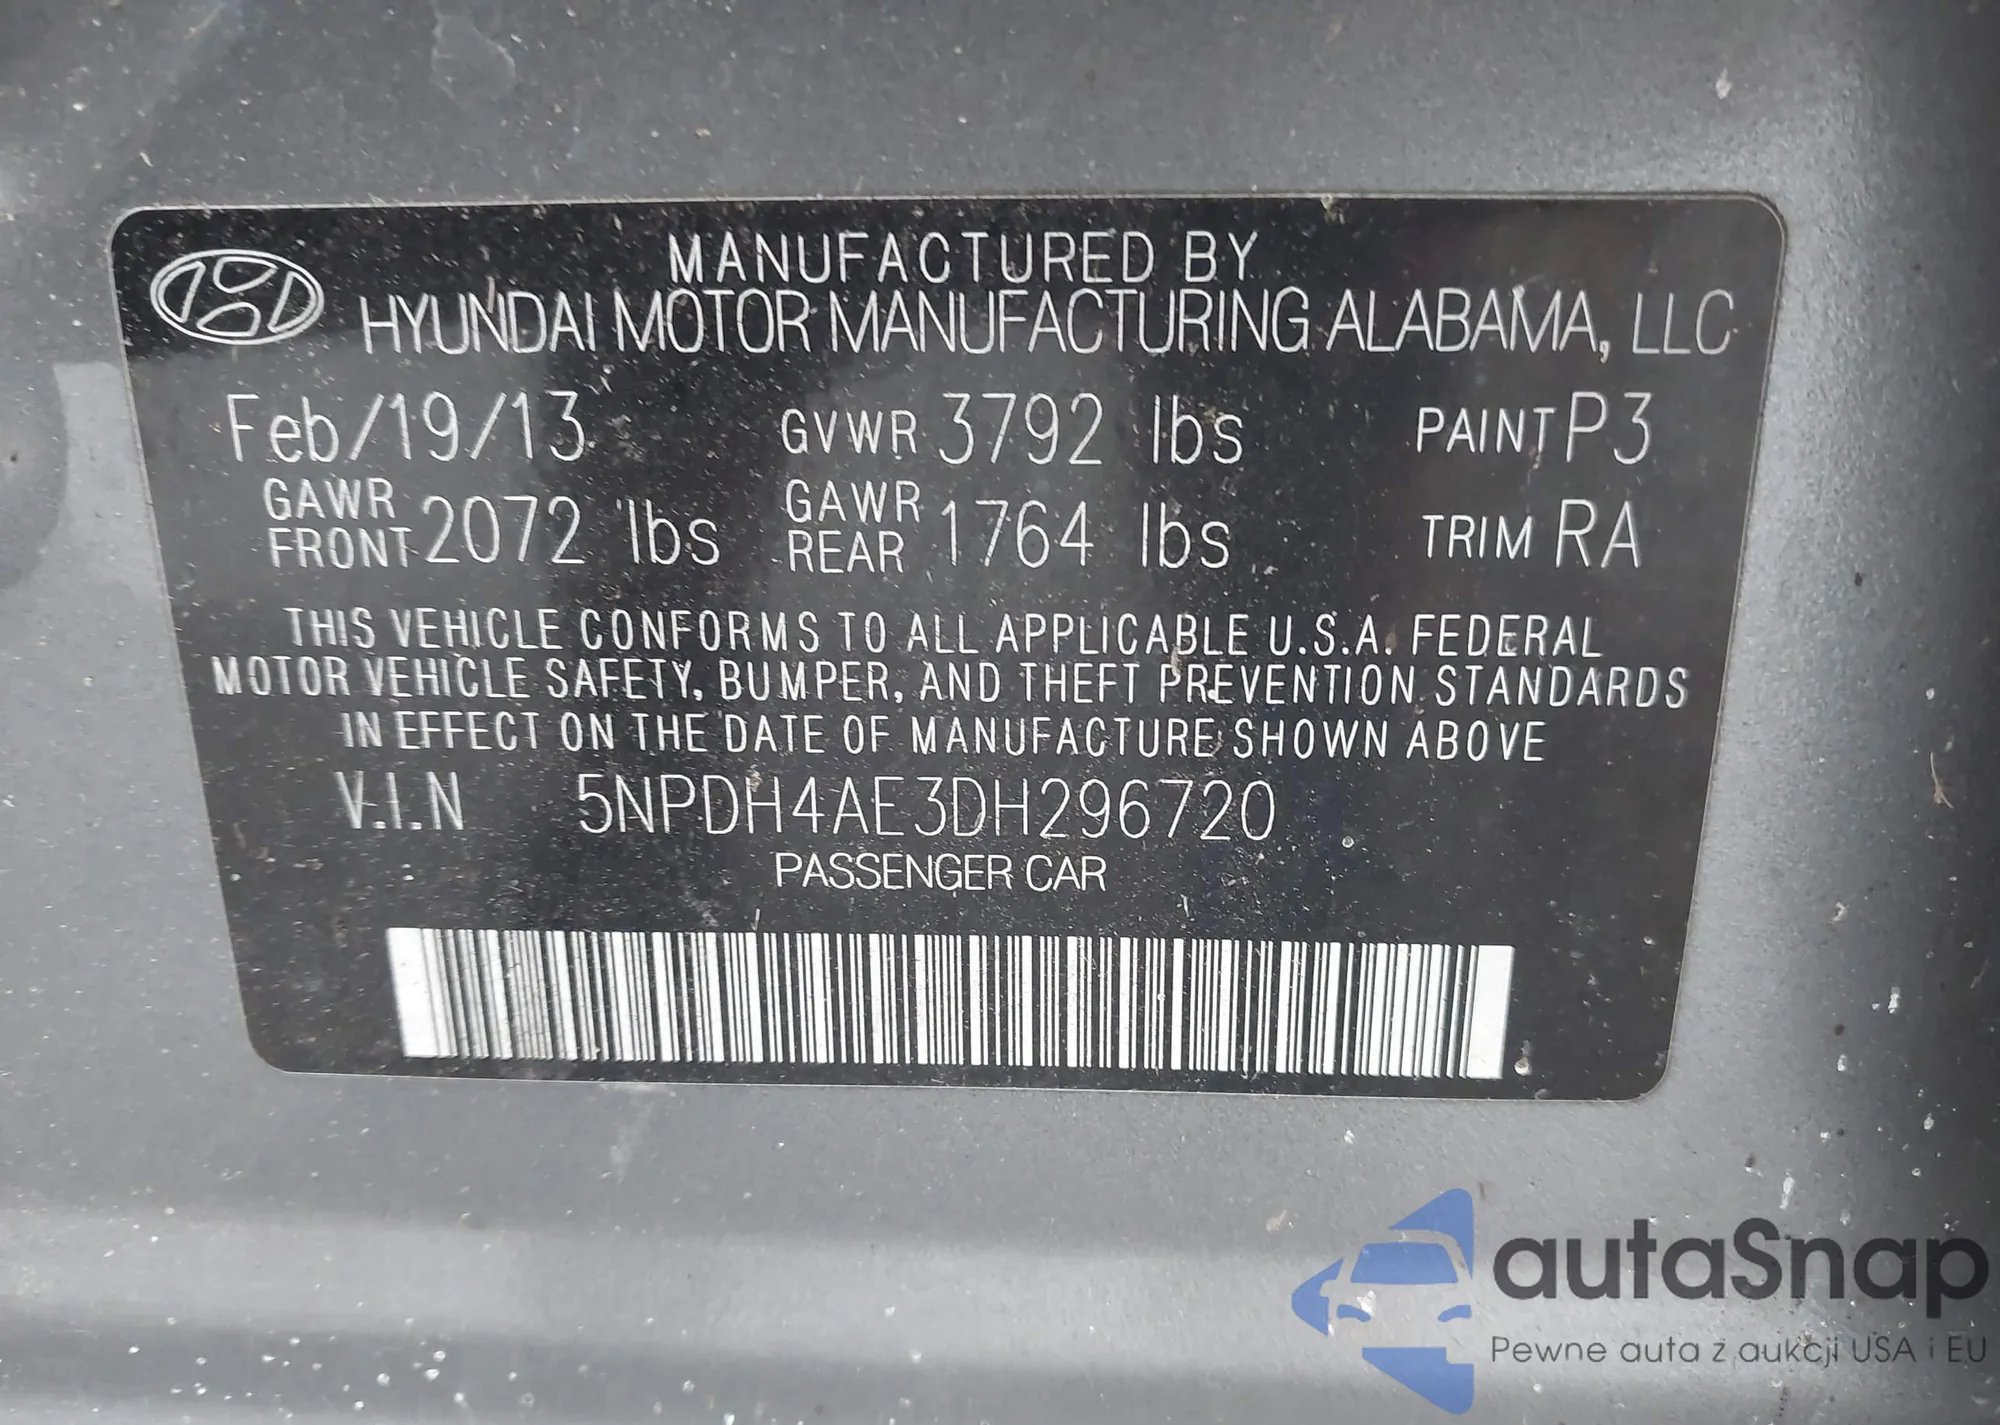 MANUFACTURED BY
HYUNDAI MOTOR MANUFACTURING ALABAMA, LLC
Feb/19/13 GVWR 3792 lbs PAINT P3
GAWR FRONT 2072 lbs GAWR REAR 1764 lbs TRIM RA
THIS VEHICLE CONFORMS TO ALL APPLICABLE U.S.A. FEDERAL
MOTOR VEHICLE SAFETY, BUMPER, AND THEFT PREVENTION STANDARDS
IN EFFECT ON THE DATE OF MANUFACTURE SHOWN ABOVE
V.I.N 5NPDH4AE3DH296720
PASSENGER CAR
autaSnap
Pewne auta z aukcji USA i EU